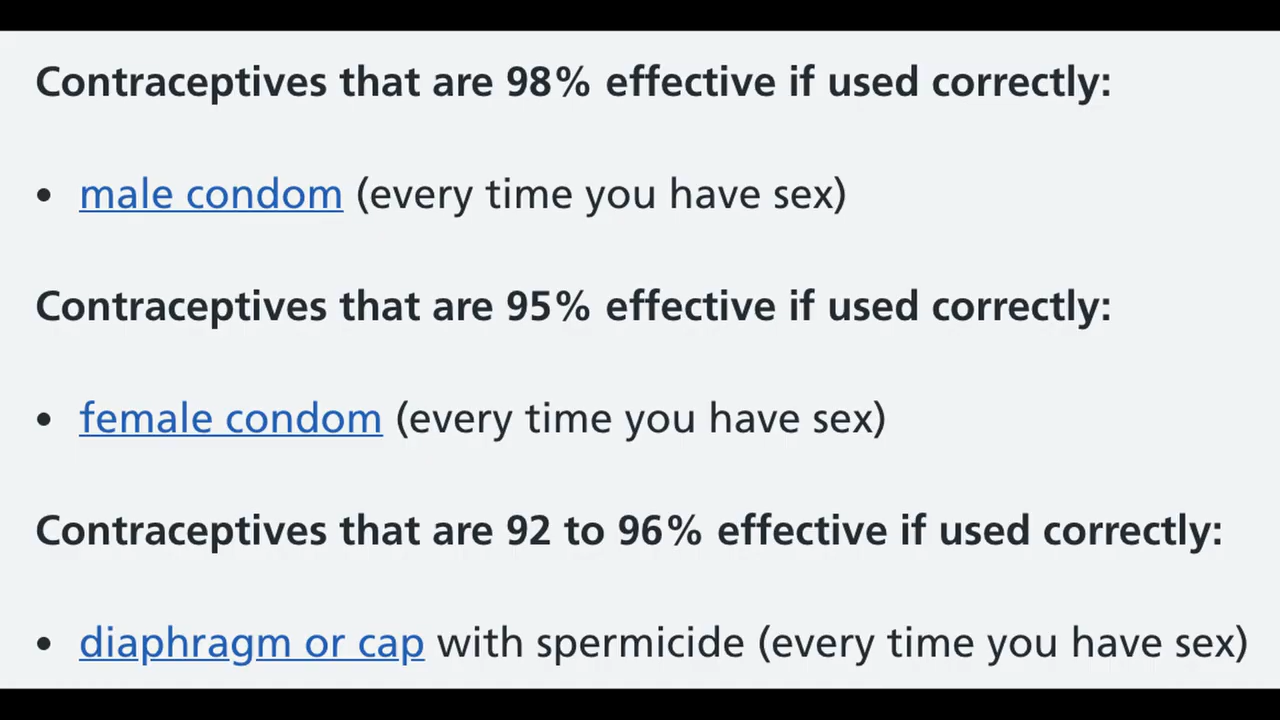 Contraceptives that are 98% effective if used correctly:
• male condom (every time you have sex)
Contraceptives that are 95% effective if used correctly:
• female condom (every time you have sex)
Contraceptives that are 92 to 96% effective if used correctly:
• diaphragm or cap with spermicide (every time you have sex)